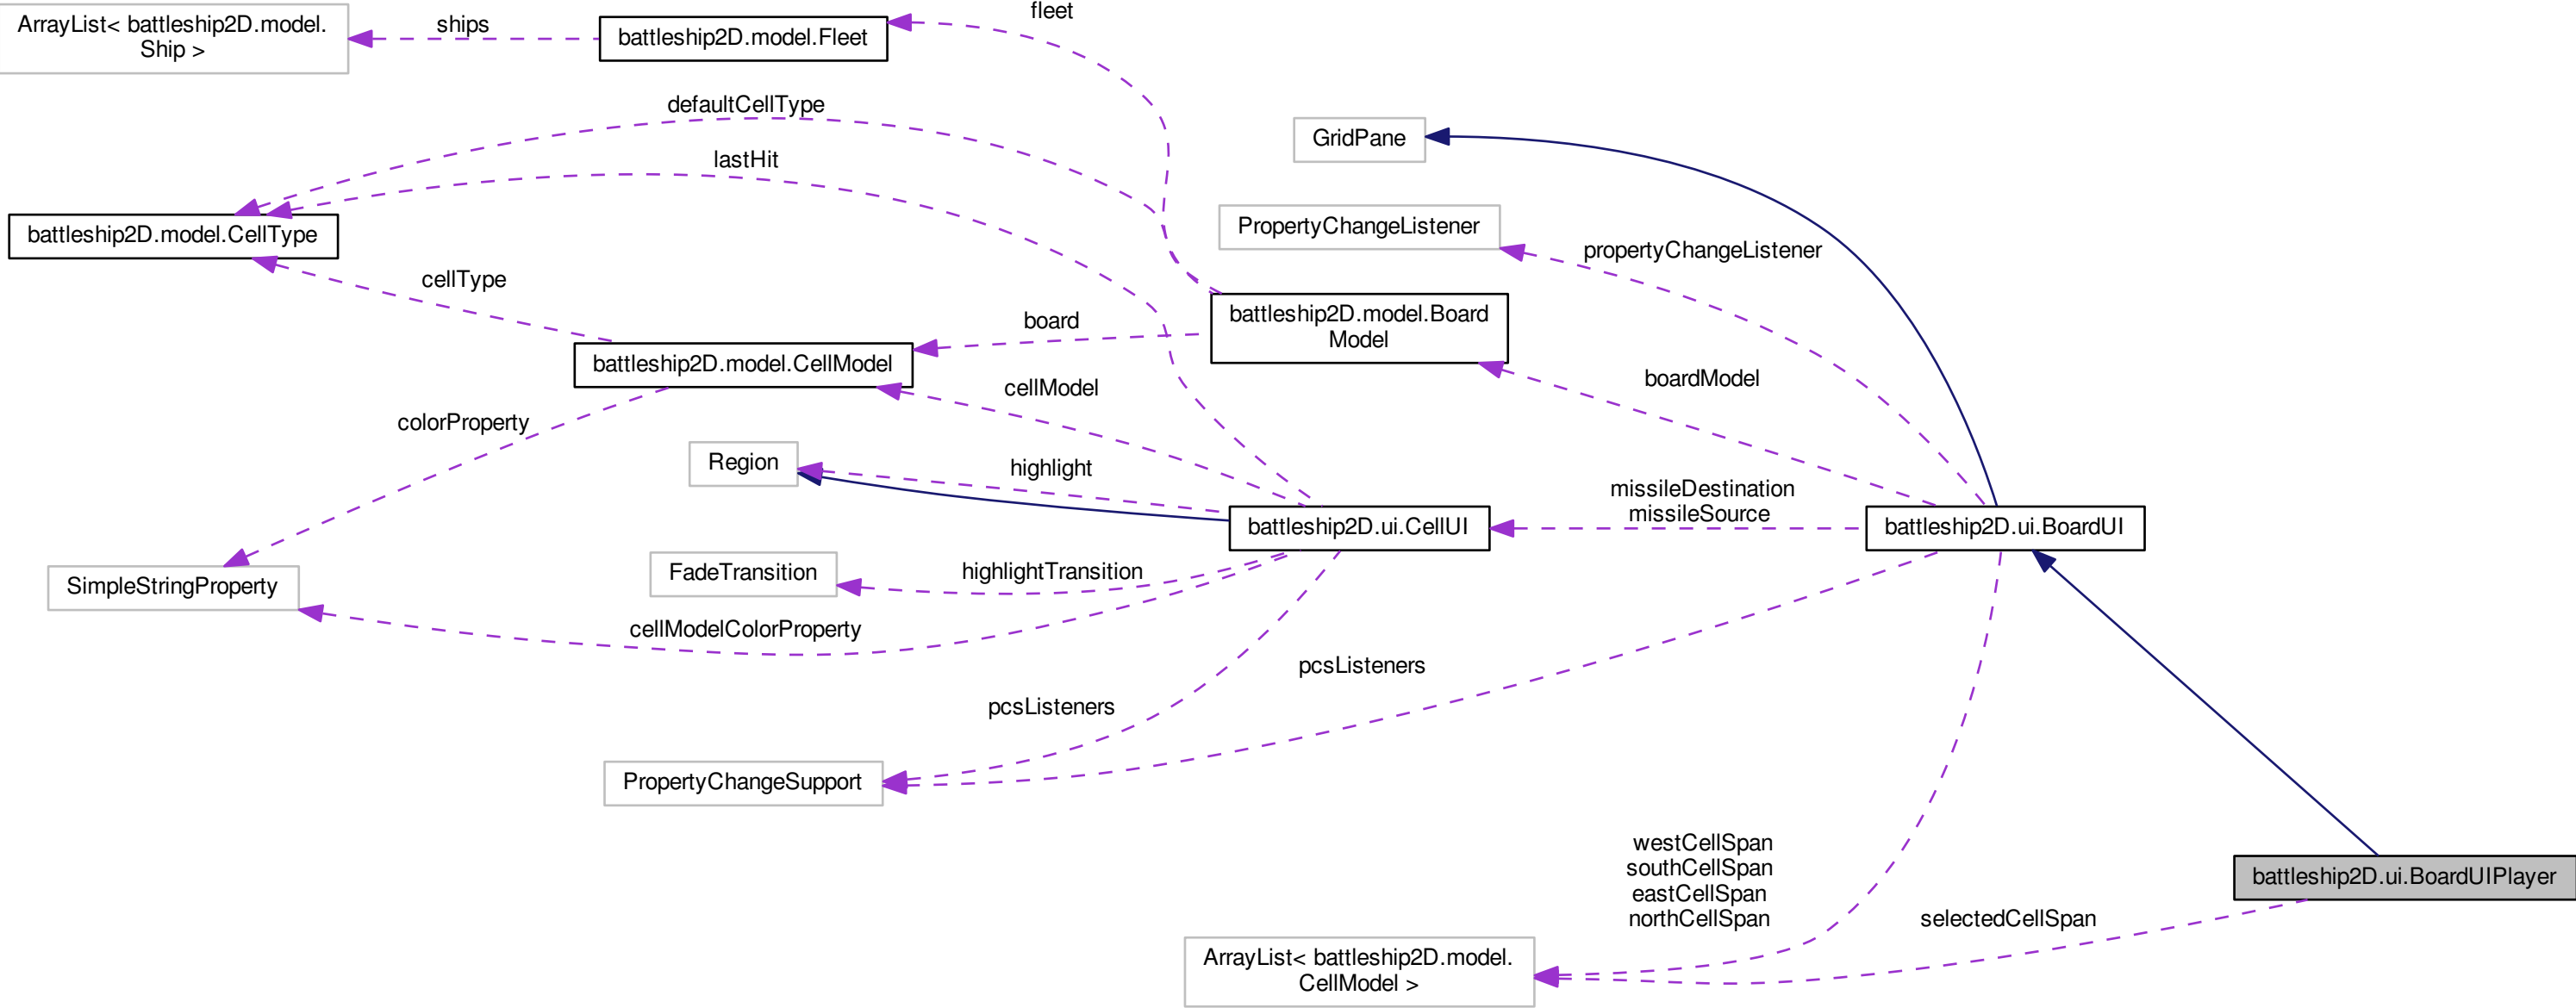 fleet
ArrayList< battleship2D.model.
Ship >
ships
battleship2D.model.Fleet
defaultCellType
GridPane
lastHit
PropertyChangeListener
battleship2D.model.CellType
propertyChangeListener
cellType
battleship2D.model.Board
Model
board
battleship2D.model.CellModel
boardModel
cellModel
colorProperty
Region
highlight
missileDestination
missileSource
battleship2D.ui.CellUI
battleship2D.ui.BoardUI
FadeTransition
highlightTransition
SimpleStringProperty
cellModelColorProperty
pcsListeners
pcsListeners
PropertyChangeSupport
westCellSpan
southCellSpan
eastCellSpan
northCellSpan
battleship2D.ui.BoardUIPlayer
selectedCellSpan
ArrayList< battleship2D.model.
CellModel >